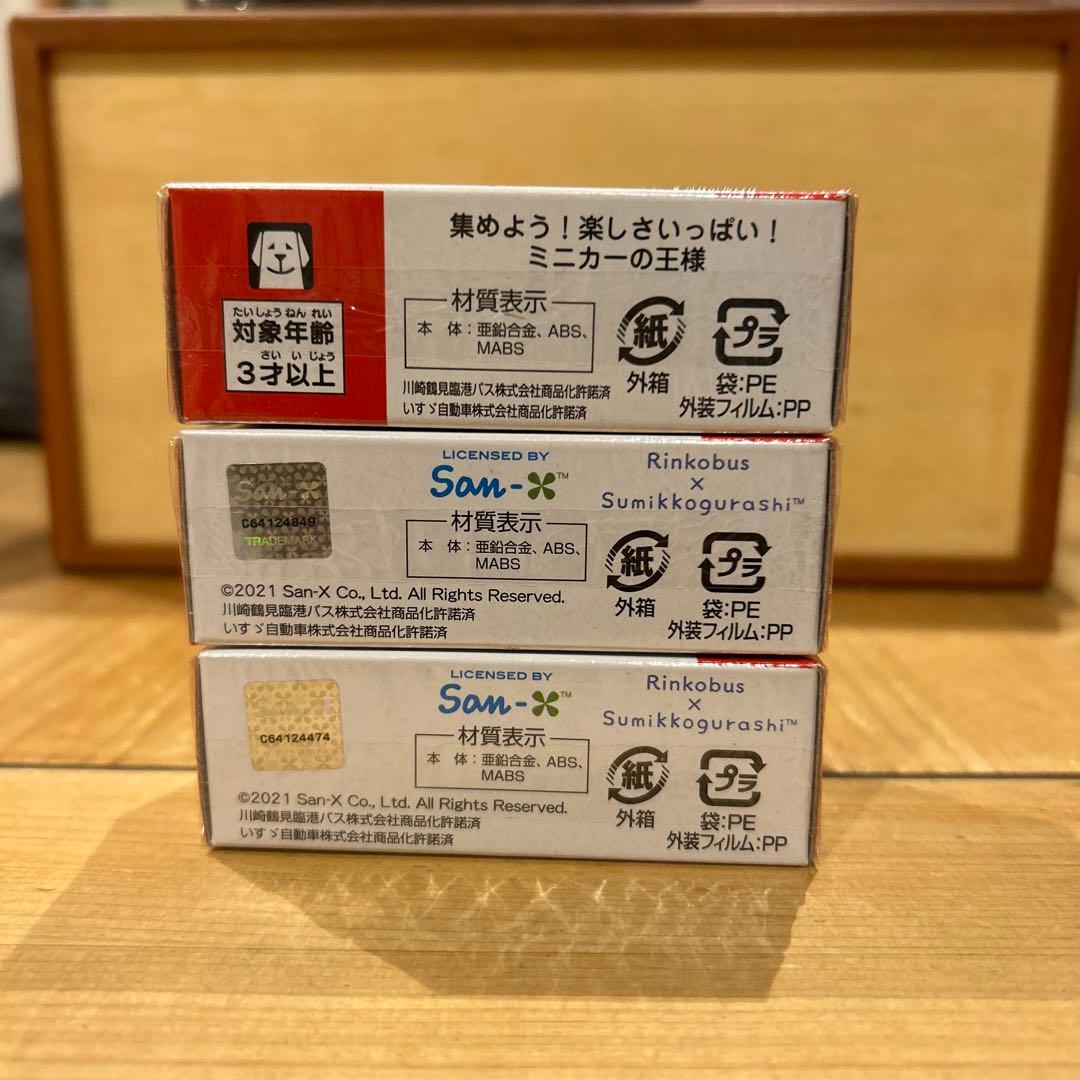 集めよう！楽しさいっぱい！
ミニカーの王様
たいしょうねんれい
対象年齢
さいいじょう
3才以上
材質表示
本 体：亜鉛合金、ABS、
MABS
紙
外箱
プラ
袋：PE
外装フィルム：PP
川崎鶴見臨港バス株式会社商品化許諾済
いすゞ自動車株式会社商品化許諾済
San-X
C64124849
TRADEMARK
LICENSED BY
San-X™
Rinkobus
×
Sumikkogurashi™
材質表示
本 体：亜鉛合金、ABS、
MABS
紙
外箱
プラ
袋：PE
外装フィルム：PP
©2021 San-X Co., Ltd. All Rights Reserved.
川崎鶴見臨港バス株式会社商品化許諾済
いすゞ自動車株式会社商品化許諾済
C64124474
LICENSED BY
San-X™
Rinkobus
×
Sumikkogurashi™
材質表示
本 体：亜鉛合金、ABS、
MABS
紙
外箱
プラ
袋：PE
外装フィルム：PP
©2021 San-X Co., Ltd. All Rights Reserved.
川崎鶴見臨港バス株式会社商品化許諾済
いすゞ自動車株式会社商品化許諾済